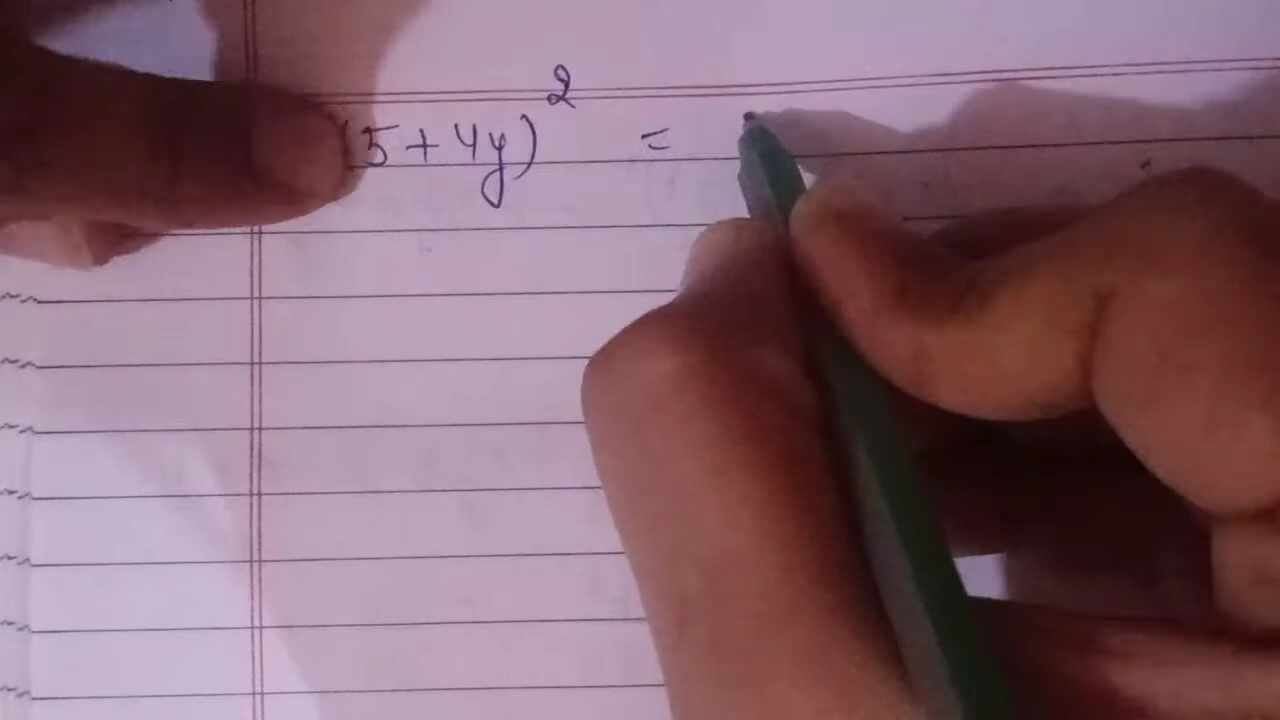 (5+4y)² =